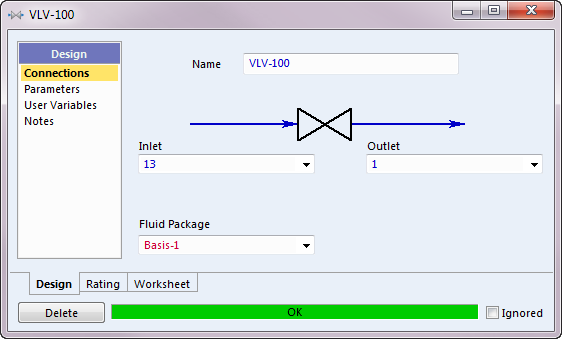 VLV-100
Design
Connections
Parameters
User Variables
Notes
Name
VLV-100
Inlet
13
Outlet
1
Fluid Package
Basis-1
Design
Rating
Worksheet
Delete
OK
Ignored